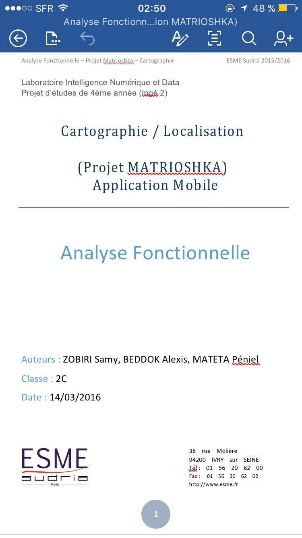 SFR 02:50 48 %
Analyse Fonctionn...ion MATRIOSHKA)
Analyse Fonctionnelle – Projet Matrioshka – Cartographie ESME Sudria 2015/2016
Laboratoire Intelligence Numérique et Data
Projet d'études de 4ème année (Ingé 2)
Cartographie / Localisation
(Projet MATRIOSHKA)
Application Mobile
Analyse Fonctionnelle
Auteurs : ZOBIRI Samy, BEDDOK Alexis, MATETA Péniel
Classe : 2C
Date : 14/03/2016
ESME
sudria
Paris
38 rue Molière
94200 IVRY sur SEINE
Tél : 01 56 20 62 00
Fax : 01 56 20 62 62
http://www.esme.fr
1